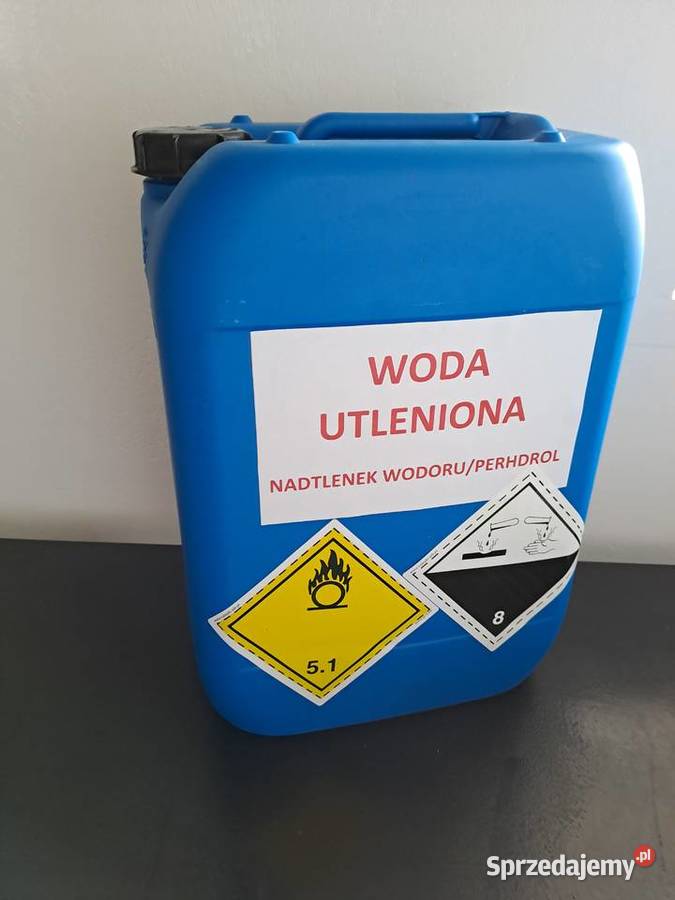 WODA
UTLENIONA
NADTLENEK WODORU/PERHDROL
5.1
8
Sprzedajemy.pl